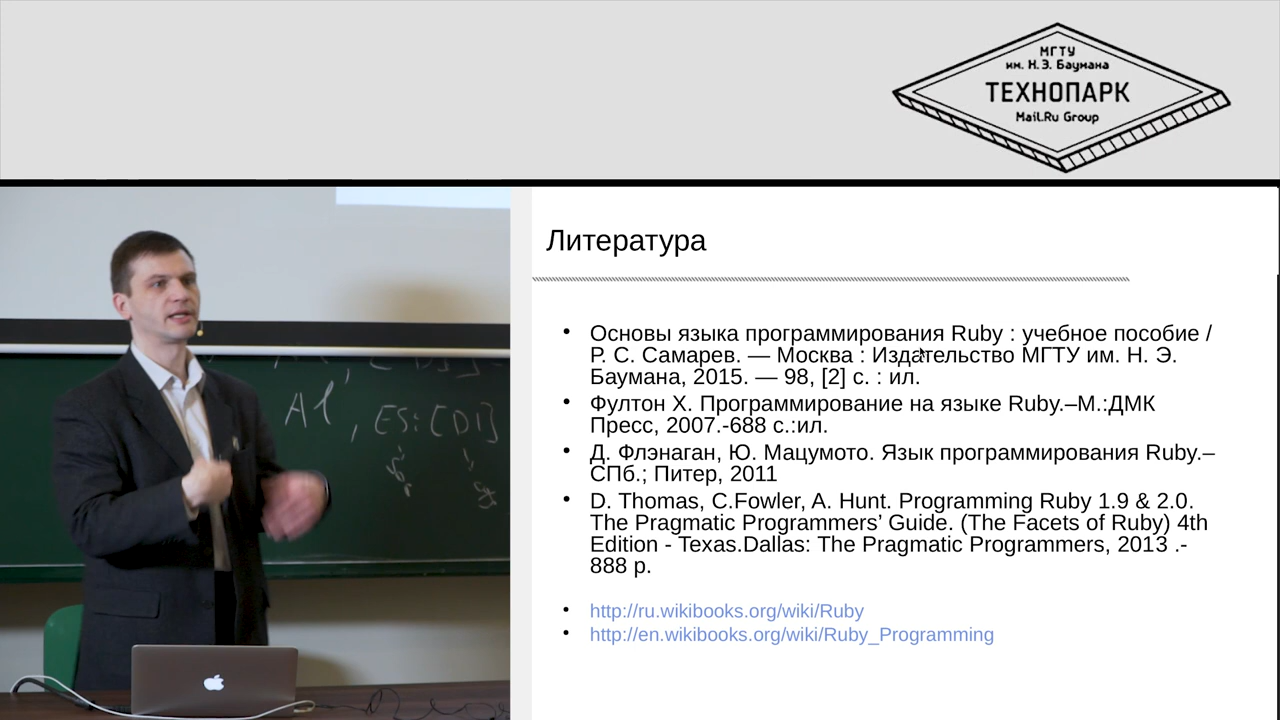 МГТУ
им. Н.Э. Баумана
ТЕХНОПАРК
Mail.Ru Group
Al, ES:[DI]
Литература
Основы языка программирования Ruby : учебное пособие /
Р. С. Самарев. — Москва : Издательство МГТУ им. Н. Э.
Баумана, 2015. — 98, [2] с. : ил.
Фултон Х. Программирование на языке Ruby.–М.:ДМК
Пресс, 2007.-688 с.:ил.
Д. Флэнаган, Ю. Мацумото. Язык программирования Ruby.–
СПб.; Питер, 2011
D. Thomas, C.Fowler, A. Hunt. Programming Ruby 1.9 & 2.0.
The Pragmatic Programmers’ Guide. (The Facets of Ruby) 4th
Edition - Texas.Dallas: The Pragmatic Programmers, 2013 .-
888 p.
http://ru.wikibooks.org/wiki/Ruby
http://en.wikibooks.org/wiki/Ruby_Programming